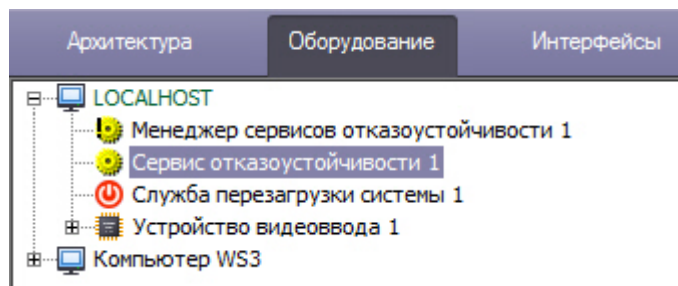 Архитектура Оборудование Интерфейсы
LOCALHOST
Менеджер сервисов отказоустойчивости 1
Сервис отказоустойчивости 1
Служба перезагрузки системы 1
Устройство видеоввода 1
Компьютер WS3